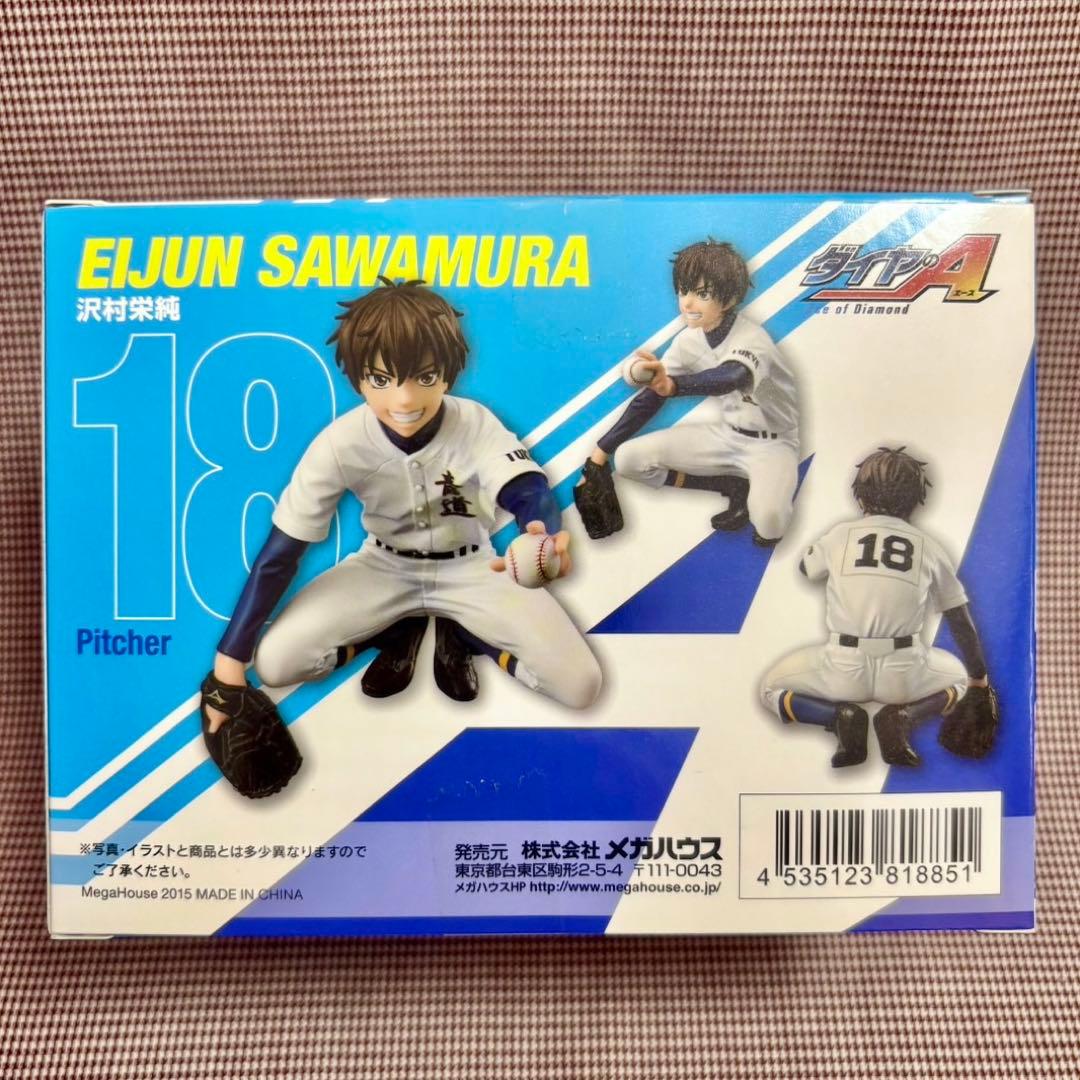 EIJUN SAWAMURA
沢村栄純
18
Pitcher
ダイヤのA
エース
of Diamond
青道
TOKYO
18
※写真・イラストと商品とは多少異なりますので
ご了承ください。
MegaHouse 2015 MADE IN CHINA
発売元 株式会社 メガハウス
東京都台東区駒形2-5-4 〒111-0043
メガハウスHP http://www.megahouse.co.jp/
4 535123 818851